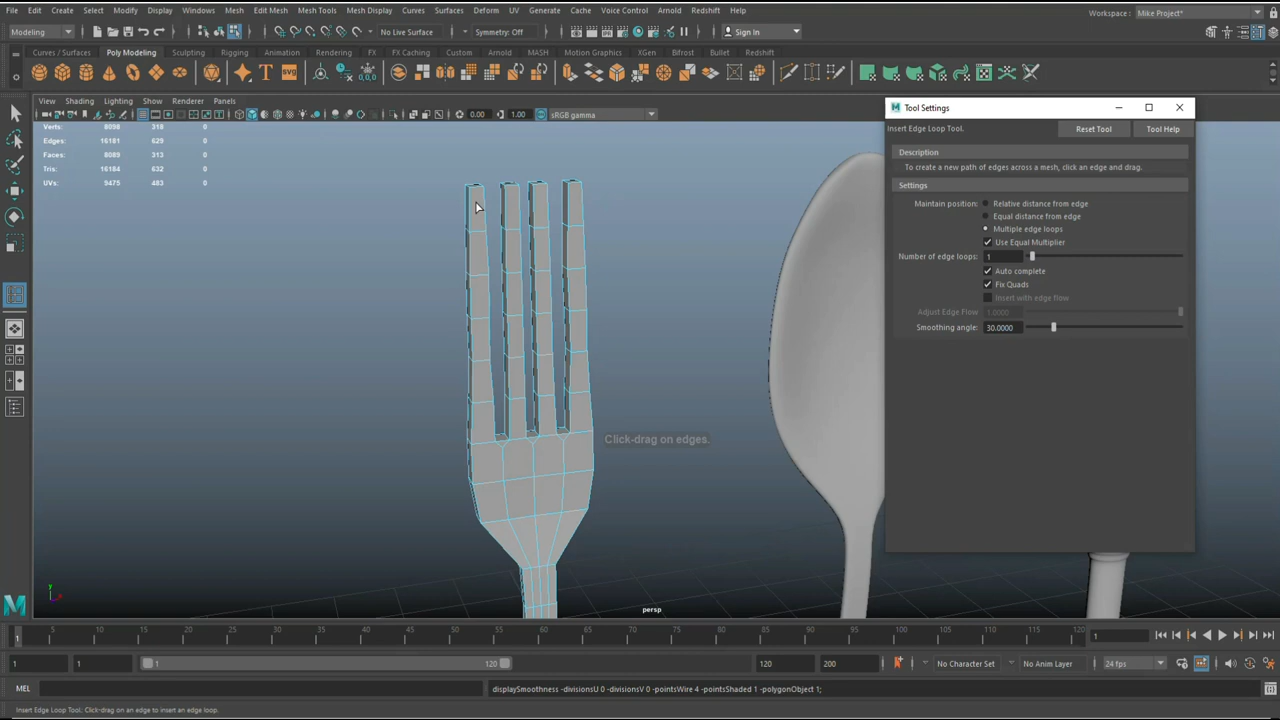 File Edit Create Select Modify Display Windows Mesh Edit Mesh Mesh Tools Mesh Display Curves Surfaces Deform UV Generate Cache Voice Control Arnold Redshift Help Workspace : Mike Project*
Modeling No Live Surface Symmetry: Off Sign In
Curves / Surfaces Poly Modeling Sculpting Rigging Animation Rendering FX FX Caching Custom Arnold MASH Motion Graphics XGen Bifrost Bullet Redshift
T SVG
View Shading Lighting Show Renderer Panels
0.00 1.00 sRGB gamma
Verts: 8098 318 0
Edges: 16181 629 0
Faces: 8089 313 0
Tris: 16184 632 0
UVs: 9475 483 0
Tool Settings
Insert Edge Loop Tool. Reset Tool Tool Help
Description
To create a new path of edges across a mesh, click an edge and drag.
Settings
Maintain position: Relative distance from edge
Equal distance from edge
Multiple edge loops
Use Equal Multiplier
Number of edge loops: 1
Auto complete
Fix Quads
Insert with edge flow
Adjust Edge Flow 1.0000
Smoothing angle: 30.0000
Click-drag on edges.
y
persp
1 5 10 15 20 25 30 35 40 45 50 55 60 65 70 75 80 85 90 95 100 105 110 115 120 1
1 1 1 120 120 200 No Character Set No Anim Layer 24 fps
MEL displaySmoothness -divisionsU 0 -divisionsV 0 -pointsWire 4 -pointsShaded 1 -polygonObject 1;
Insert Edge Loop Tool: Click-drag on an edge to insert an edge loop.